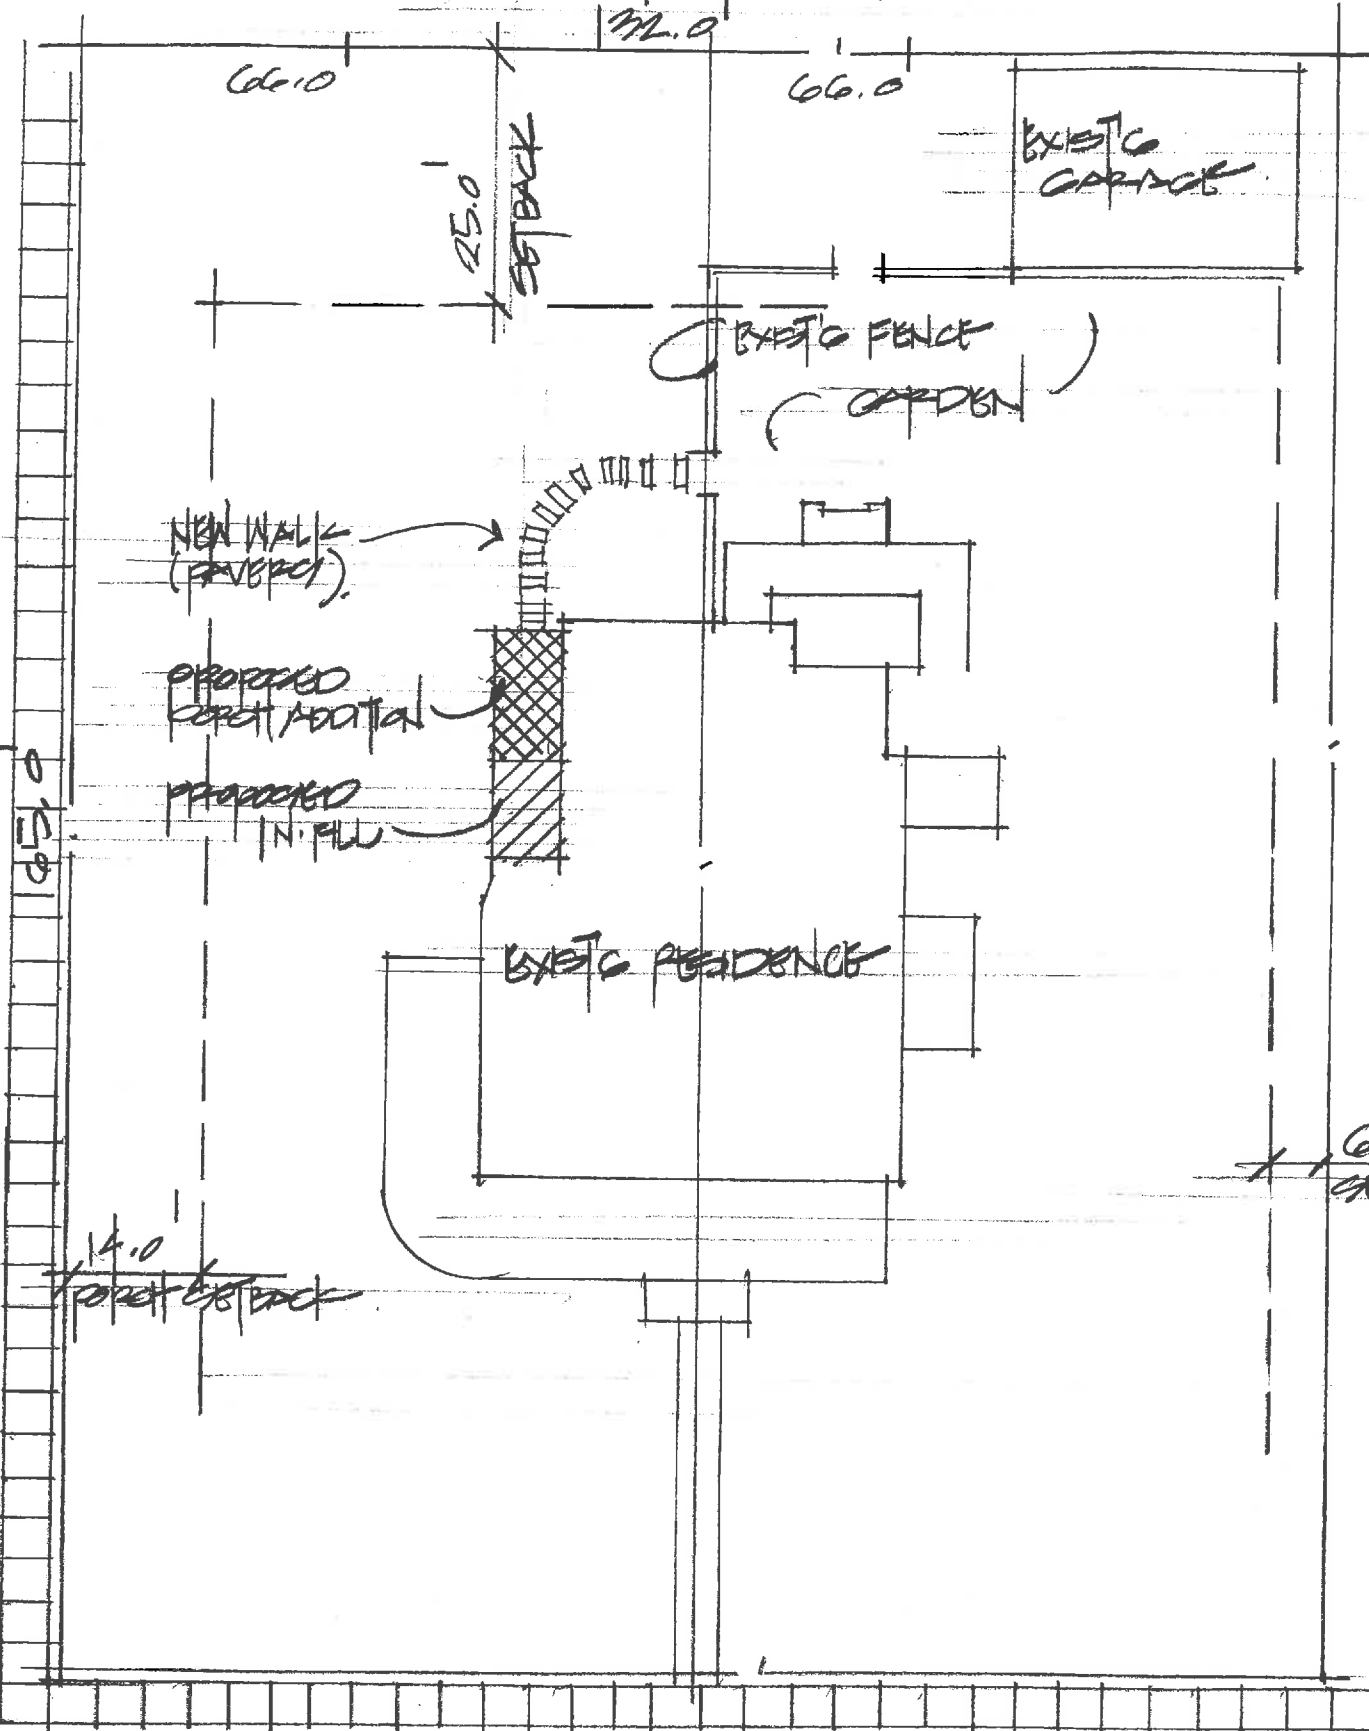 132.0'
66.0'
66.0'
25.0'
SETBACK
EXIST'G
GARAGE
EXIST'G FENCE
GARDEN
NEW WALK
(PAVERS)
PROPOSED
PORCH ADDITION
PROPOSED
IN-FILL
165.0'
EXIST'G RESIDENCE
14.0'
PORCH SETBACK
6